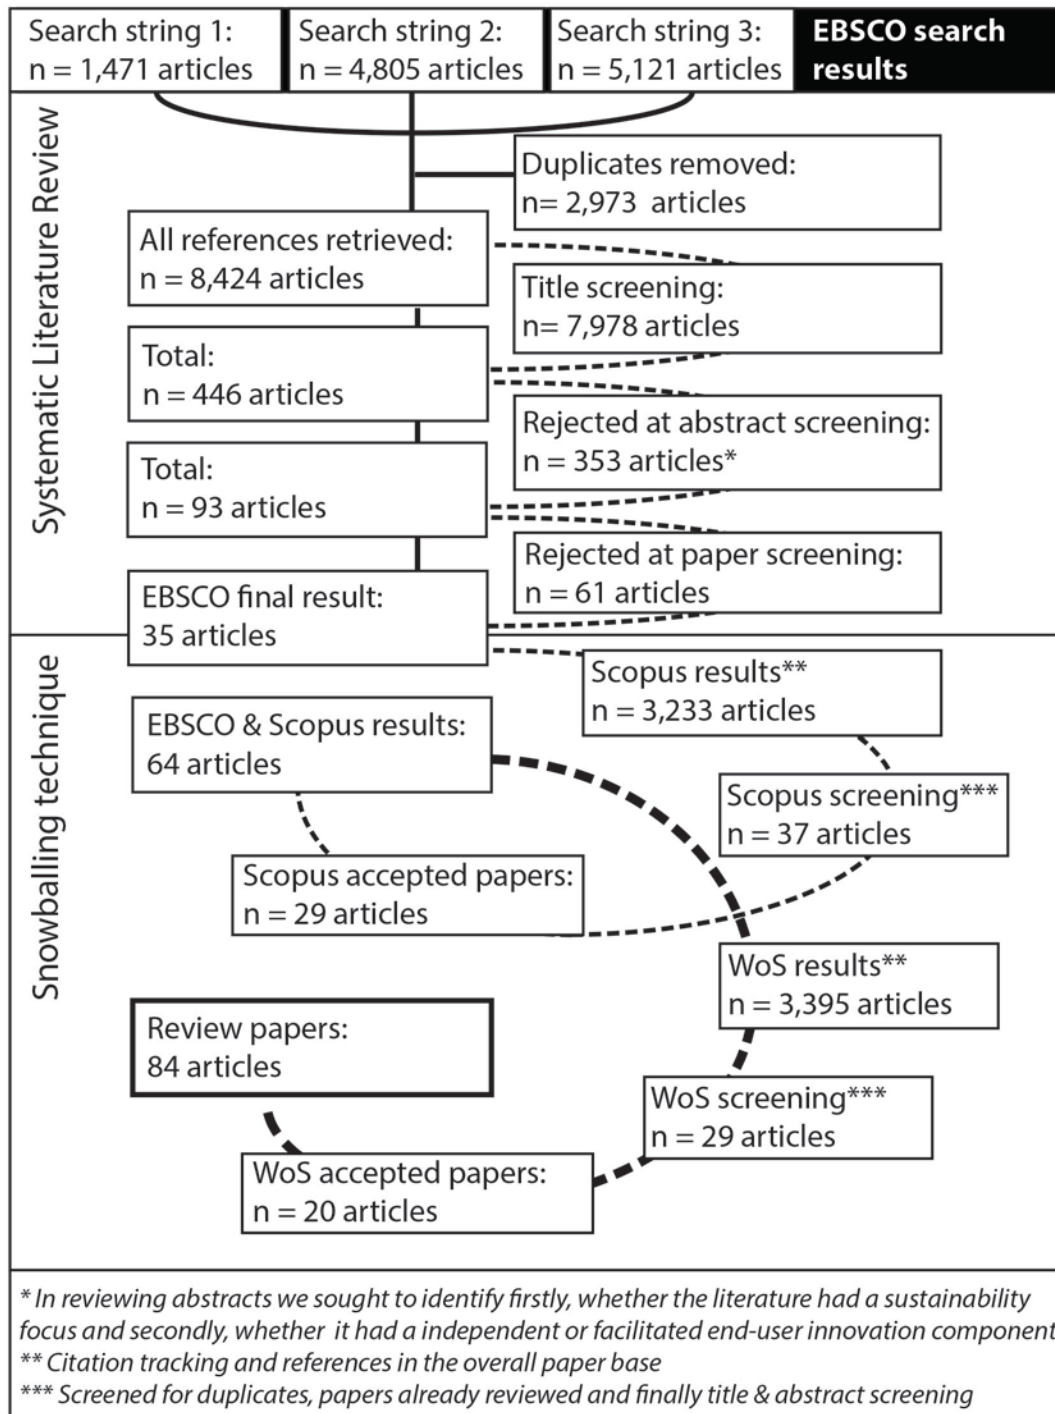 Search string 1:
n = 1,471 articles
Search string 2:
n = 4,805 articles
Search string 3:
n = 5,121 articles
EBSCO search
results
Systematic Literature Review
Duplicates removed:
n= 2,973 articles
All references retrieved:
n = 8,424 articles
Title screening:
n= 7,978 articles
Total:
n = 446 articles
Rejected at abstract screening:
n = 353 articles*
Total:
n = 93 articles
Rejected at paper screening:
n = 61 articles
EBSCO final result:
35 articles
Snowballing technique
Scopus results**
n = 3,233 articles
EBSCO & Scopus results:
64 articles
Scopus screening***
n = 37 articles
Scopus accepted papers:
n = 29 articles
WoS results**
n = 3,395 articles
Review papers:
84 articles
WoS screening***
n = 29 articles
WoS accepted papers:
n = 20 articles
* In reviewing abstracts we sought to identify firstly, whether the literature had a sustainability
focus and secondly, whether it had a independent or facilitated end-user innovation component
** Citation tracking and references in the overall paper base
*** Screened for duplicates, papers already reviewed and finally title & abstract screening